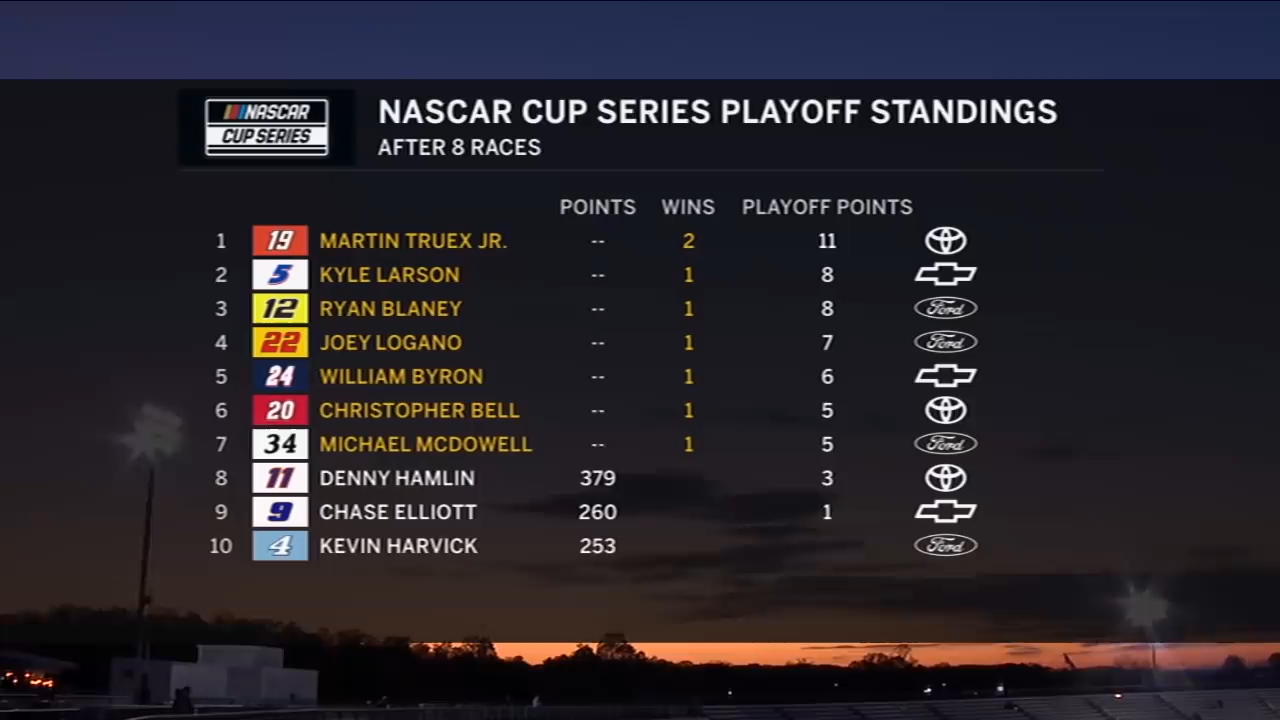 NASCAR
CUP SERIES
NASCAR CUP SERIES PLAYOFF STANDINGS
AFTER 8 RACES
POINTS WINS PLAYOFF POINTS
1 19 MARTIN TRUEX JR. -- 2 11
2 5 KYLE LARSON -- 1 8
3 12 RYAN BLANEY -- 1 8 Ford
4 22 JOEY LOGANO -- 1 7 Ford
5 24 WILLIAM BYRON -- 1 6
6 20 CHRISTOPHER BELL -- 1 5
7 34 MICHAEL MCDOWELL -- 1 5 Ford
8 11 DENNY HAMLIN 379 3
9 9 CHASE ELLIOTT 260 1
10 4 KEVIN HARVICK 253 Ford